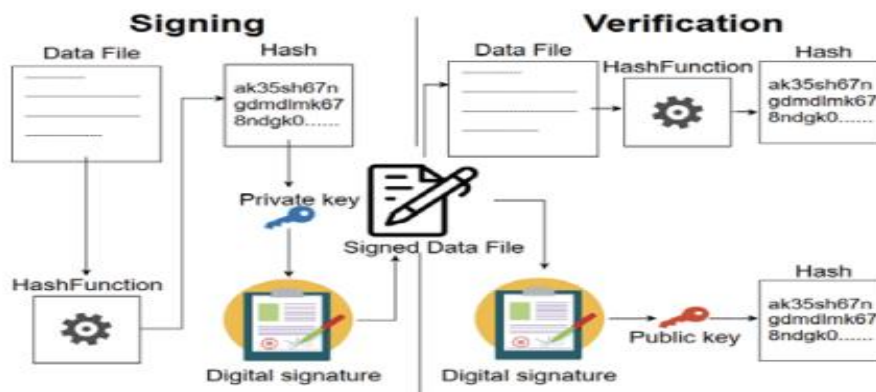 Signing
Data File
Hash
ak35sh67n
gdmdlmk67
8ndgk0......
Private key
HashFunction
Digital signature
Signed Data File
Verification
Data File
HashFunction
Hash
ak35sh67n
gdmdlmk67
8ndgk0......
Digital signature
Public key
Hash
ak35sh67n
gdmdlmk67
8ndgk0......